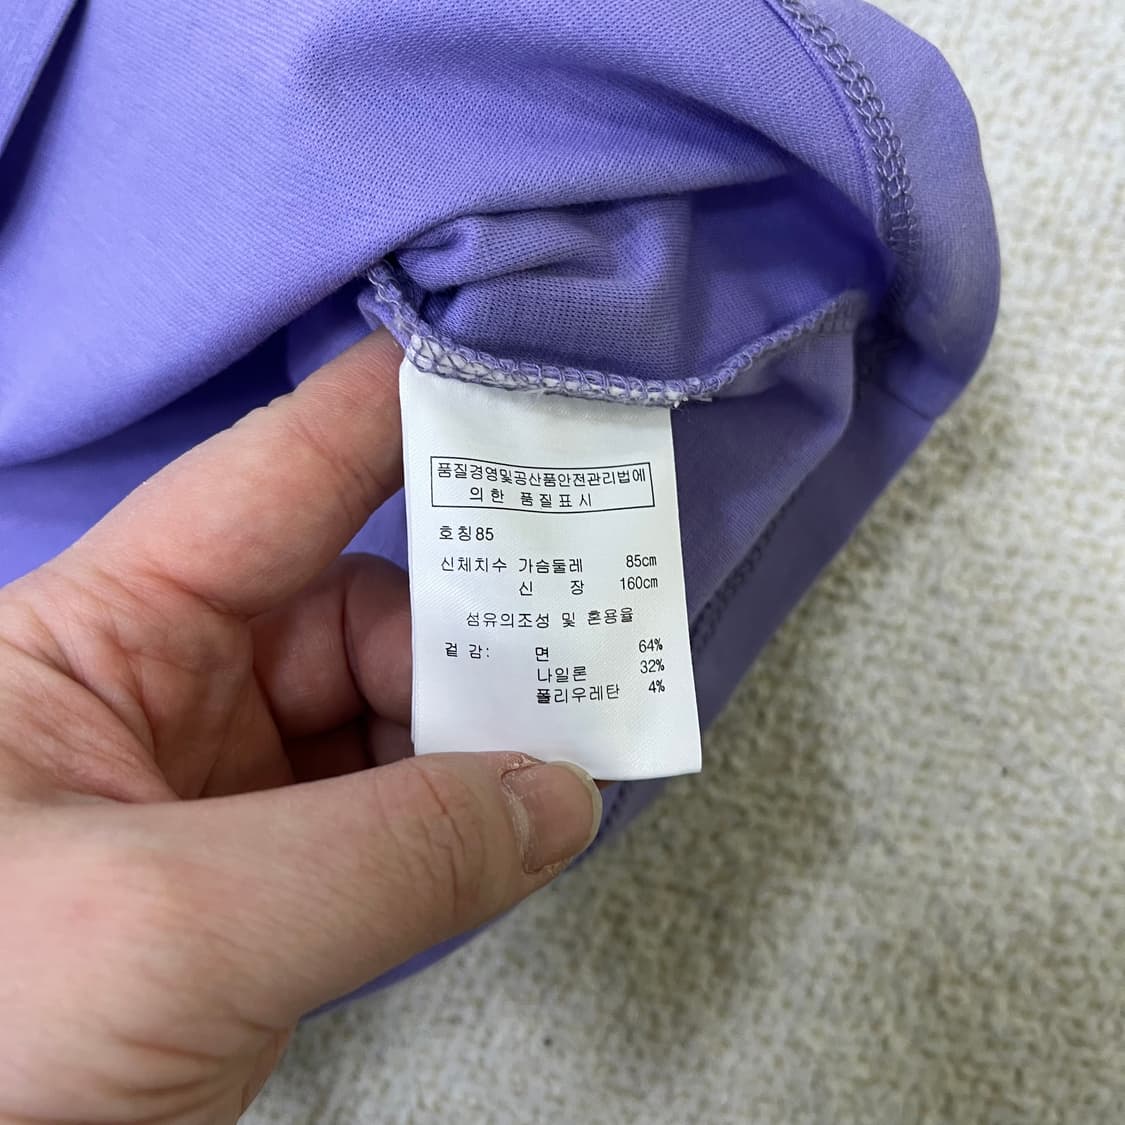 품질경영및공산품안전관리법에
의한 품질표시
호칭85
신체치수 가슴둘레 85cm
신 장 160cm
섬유의조성 및 혼용율
겉 감: 면 64%
나일론 32%
폴리우레탄 4%